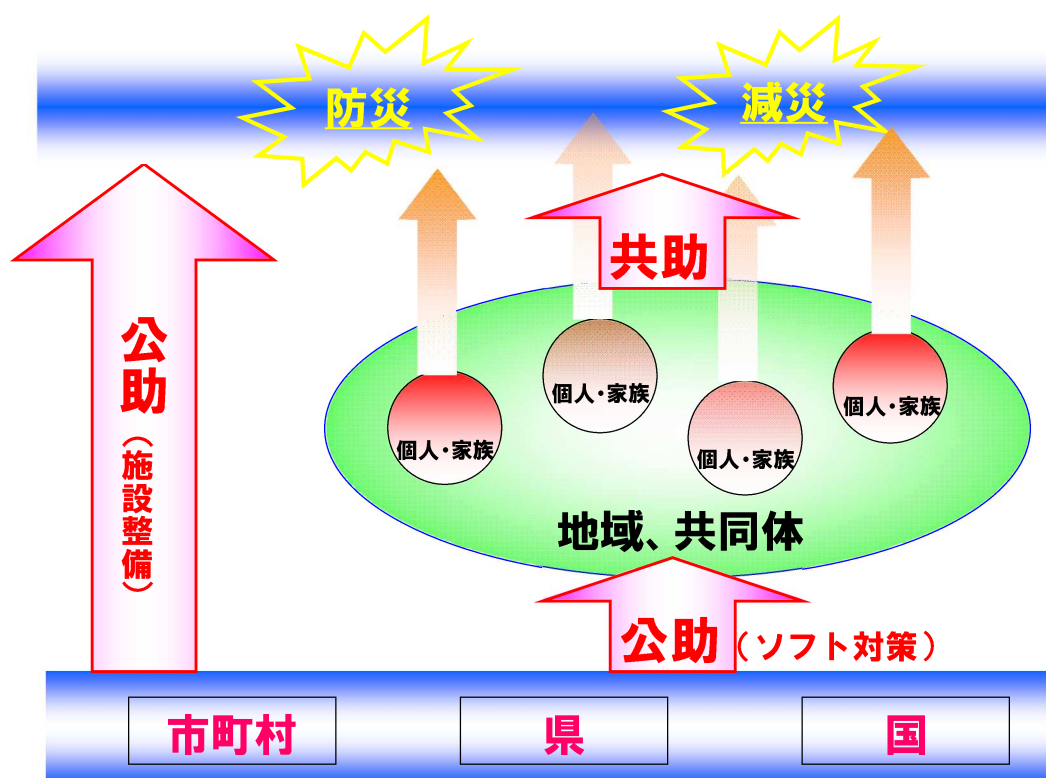 防災
減災
共助
公助
（施設整備）
個人・家族
個人・家族
個人・家族
個人・家族
地域、共同体
公助（ソフト対策）
市町村
県
国